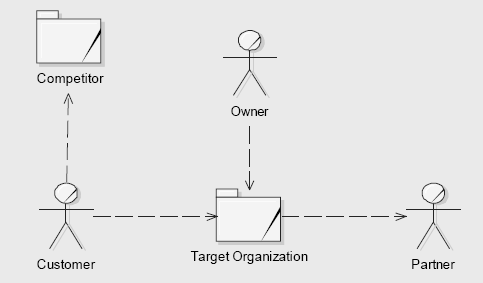 Competitor
Owner
Customer
Target Organization
Partner